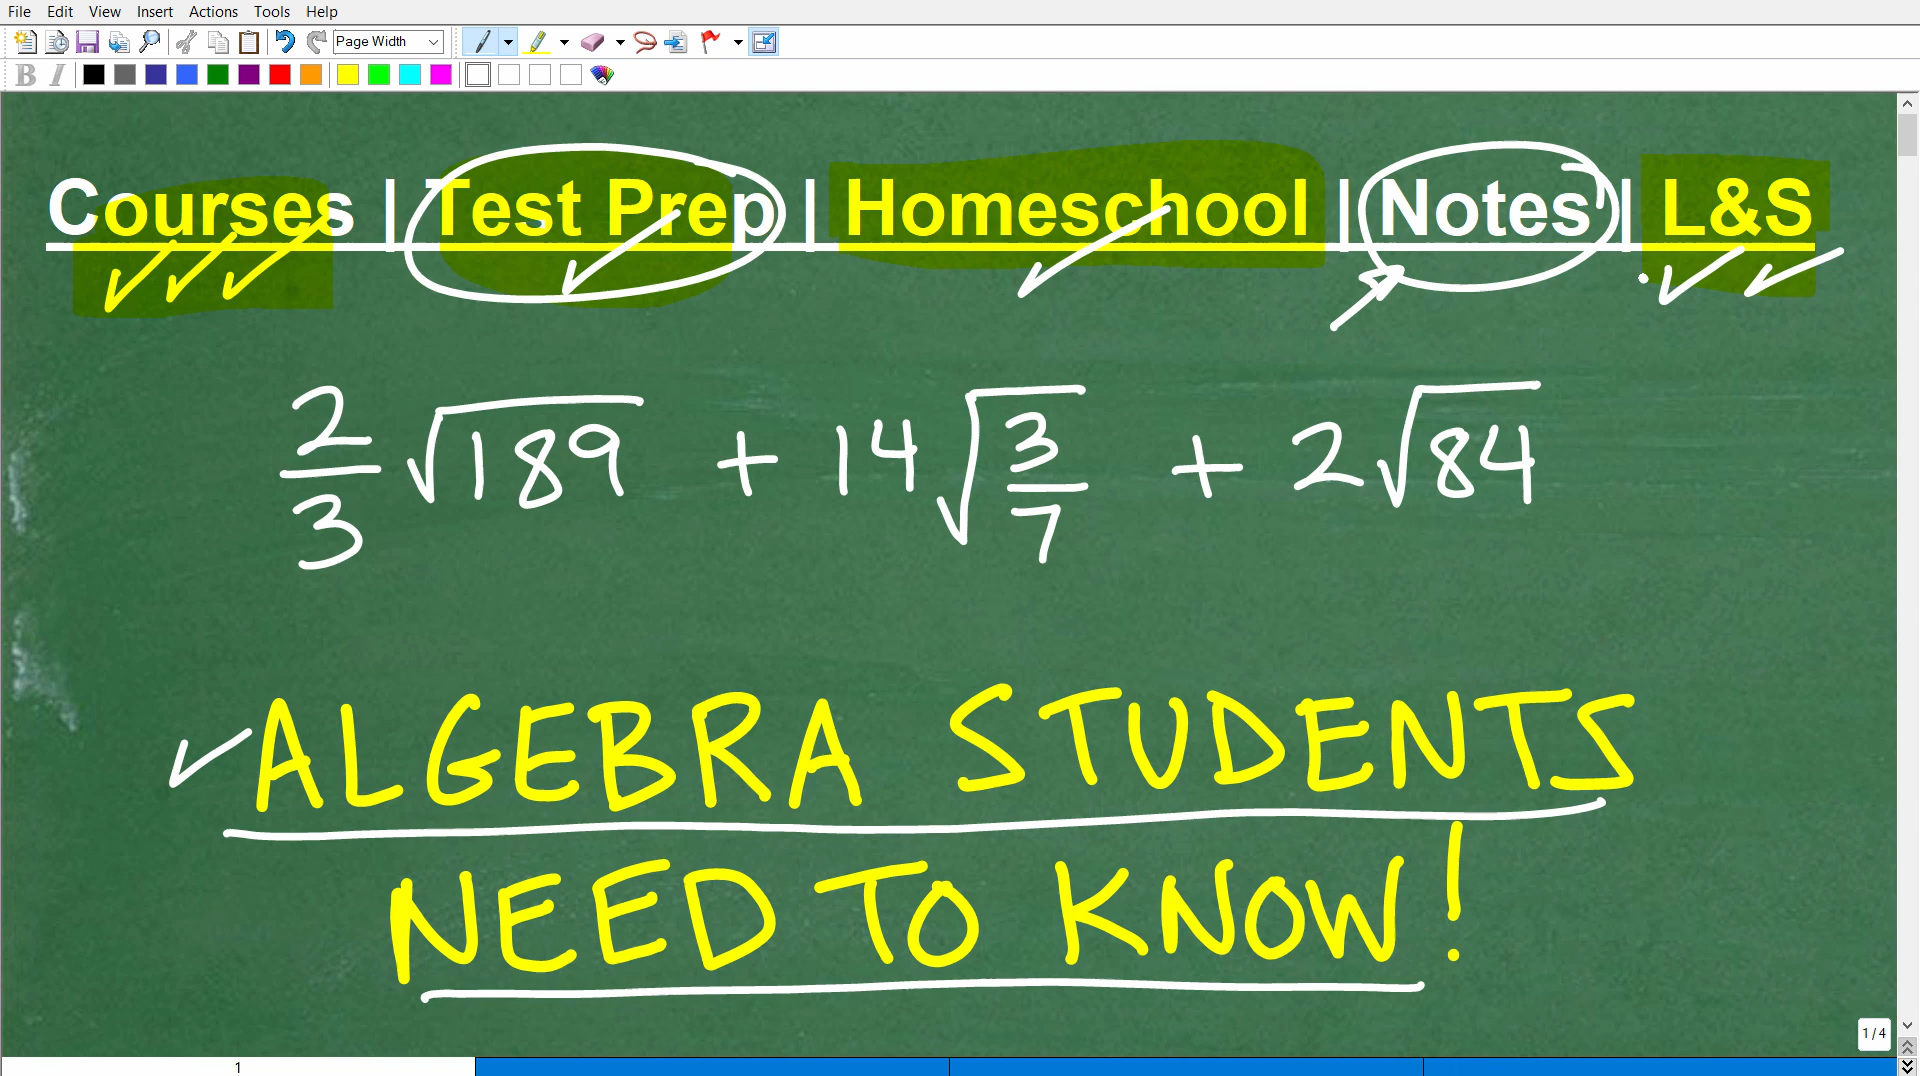 File Edit View Insert Actions Tools Help
Page Width
B I
Courses | Test Prep | Homeschool | Notes | L&S
2/3 √189 + 14 √3/7 + 2√84
ALGEBRA STUDENTS
NEED TO KNOW!
1 / 4
1